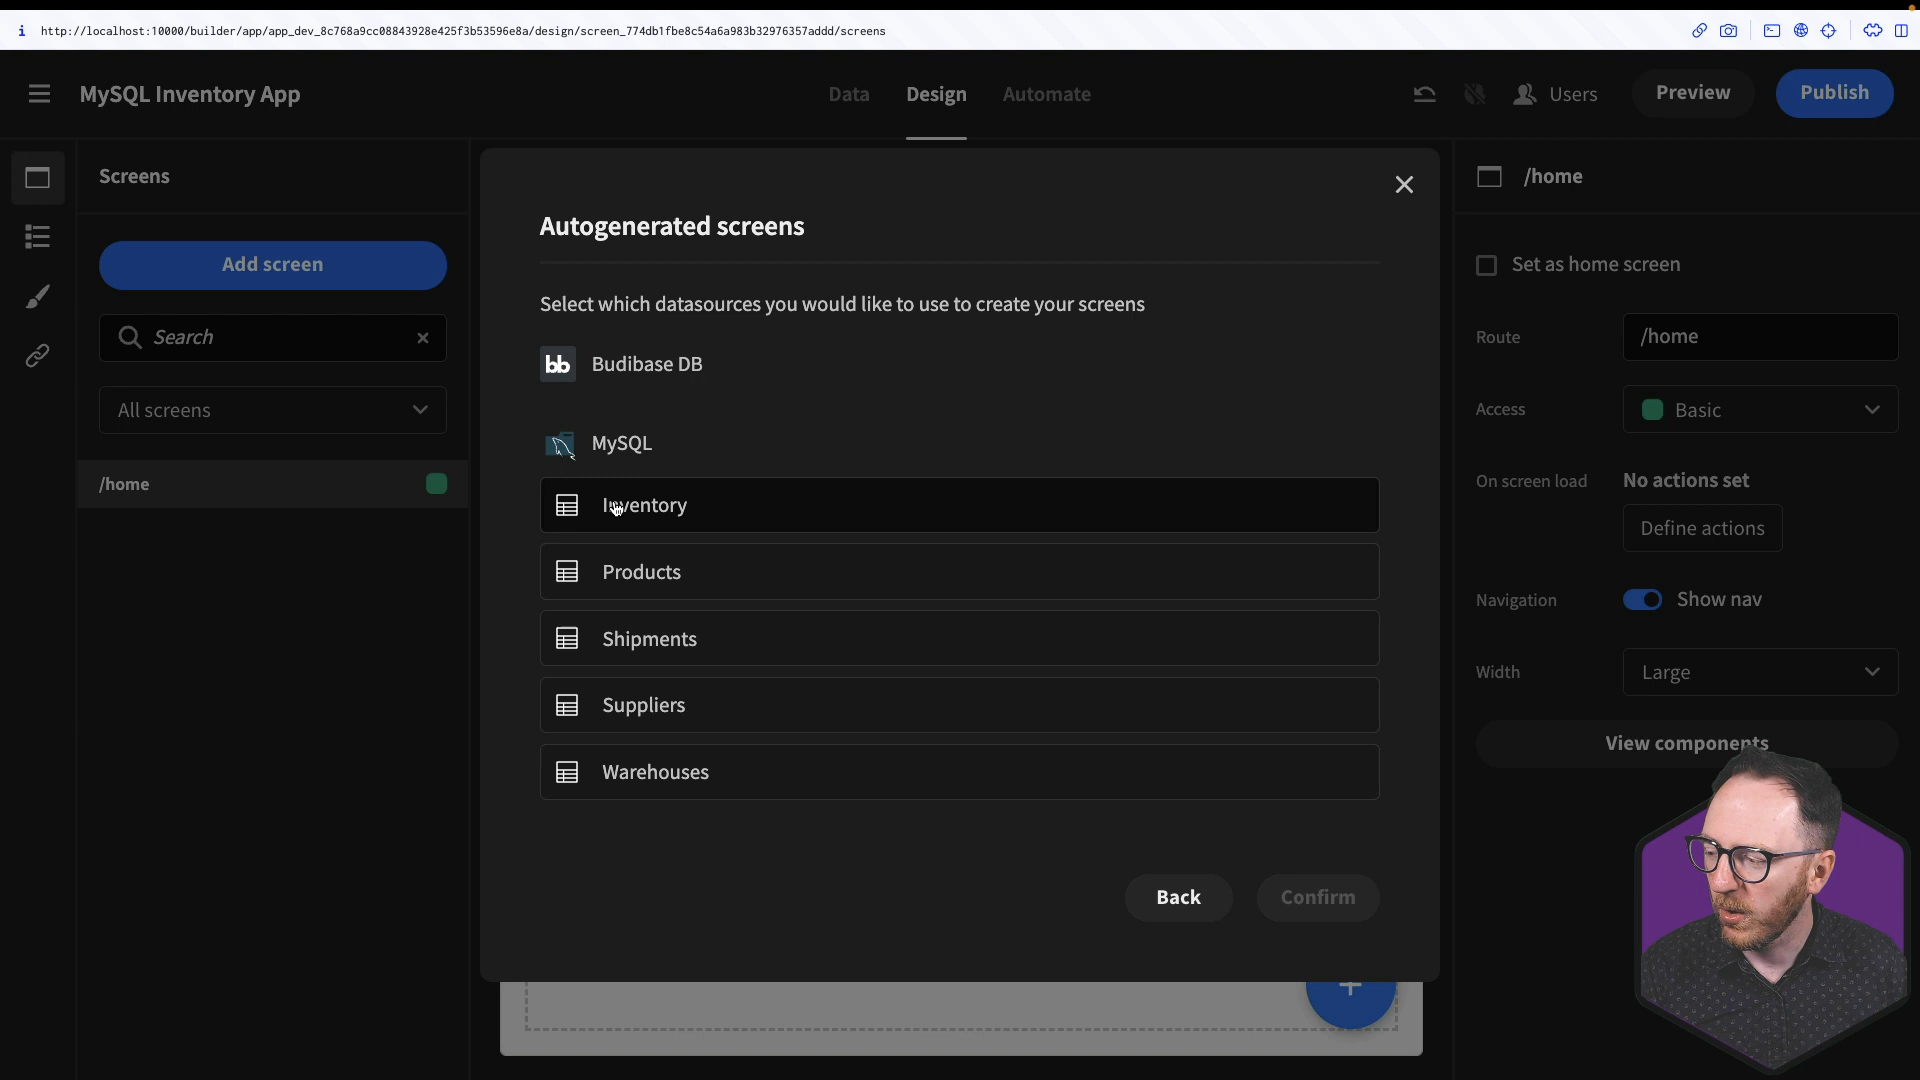 http://localhost:10000/builder/app/app_dev_8c768a9cc08843928e425f3b53596e8a/design/screen_774db1fbe8c54a6a983b32976357addd/screens
MySQL Inventory App
Data
Design
Automate
Users
Preview
Publish
Screens
Add screen
Search
All screens
/home
Autogenerated screens
Select which datasources you would like to use to create your screens
bb Budibase DB
MySQL
Inventory
Products
Shipments
Suppliers
Warehouses
Back
Confirm
/home
Set as home screen
Route
/home
Access
Basic
On screen load
No actions set
Define actions
Navigation
Show nav
Width
Large
View components